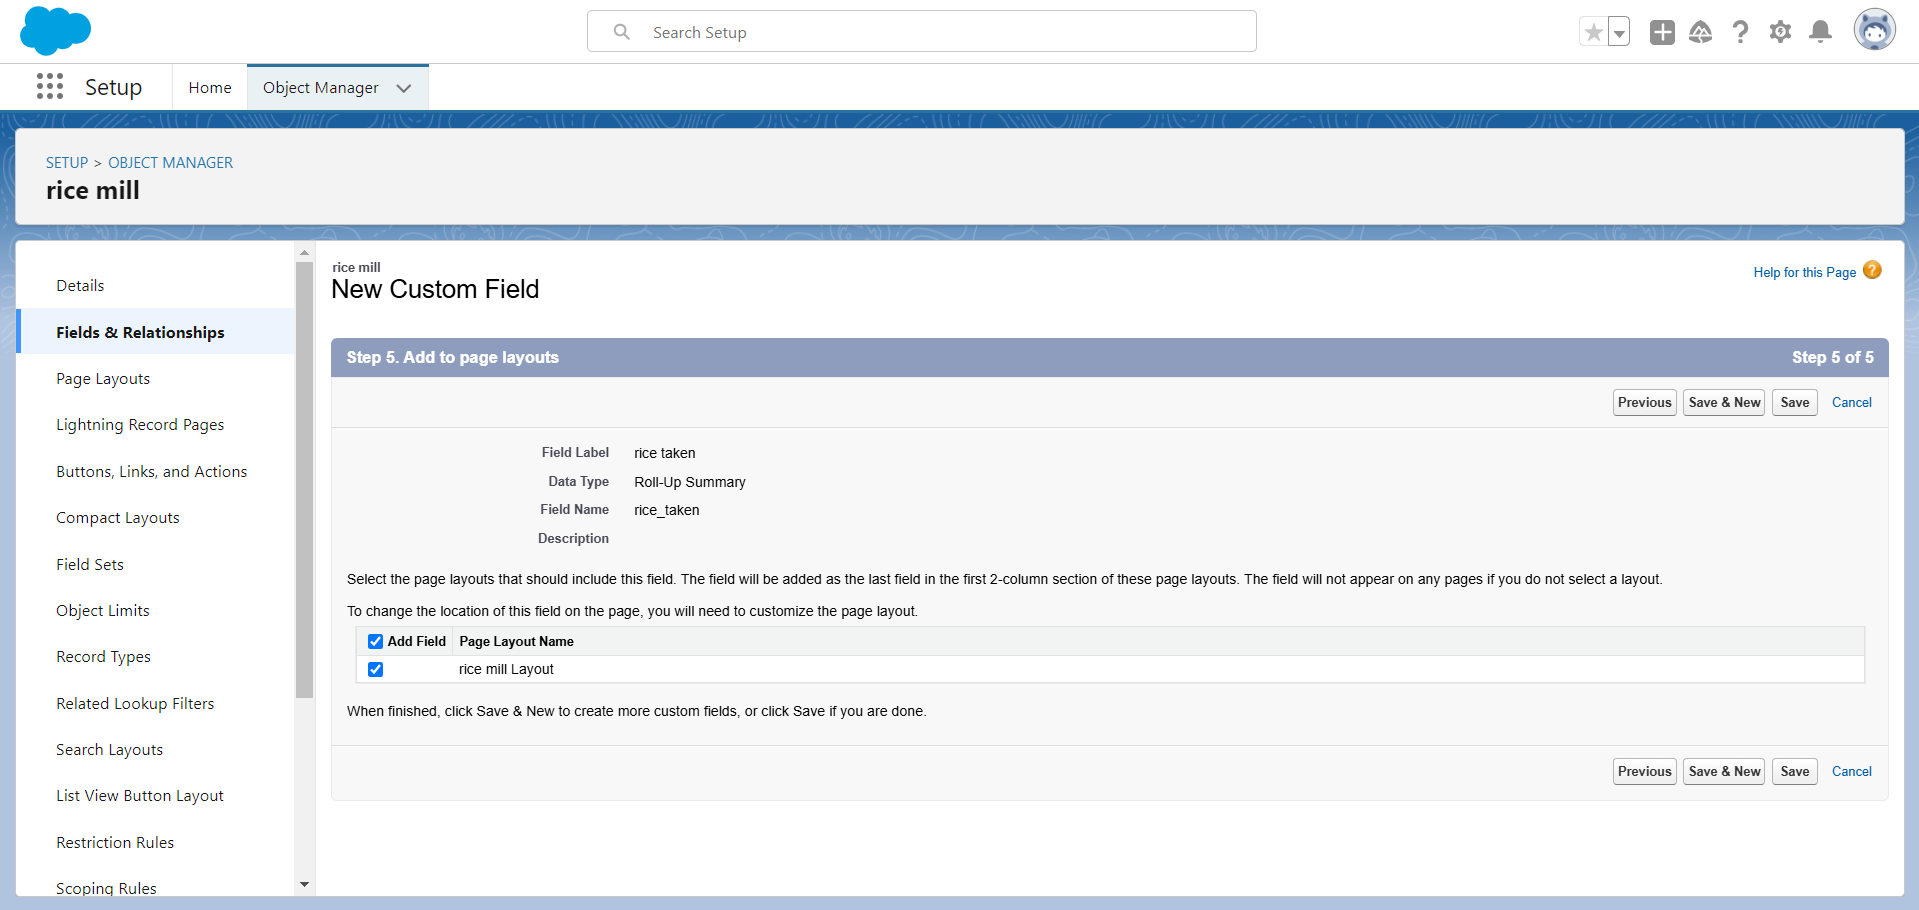 Search Setup
Setup
Home
Object Manager
SETUP > OBJECT MANAGER
rice mill
Details
Fields & Relationships
Page Layouts
Lightning Record Pages
Buttons, Links, and Actions
Compact Layouts
Field Sets
Object Limits
Record Types
Related Lookup Filters
Search Layouts
List View Button Layout
Restriction Rules
Scoping Rules
rice mill
New Custom Field
Help for this Page ?
Step 5. Add to page layouts
Step 5 of 5
Previous Save & New Save Cancel
Field Label rice taken
Data Type Roll-Up Summary
Field Name rice_taken
Description
Select the page layouts that should include this field. The field will be added as the last field in the first 2-column section of these page layouts. The field will not appear on any pages if you do not select a layout.
To change the location of this field on the page, you will need to customize the page layout.
Add Field Page Layout Name
rice mill Layout
When finished, click Save & New to create more custom fields, or click Save if you are done.
Previous Save & New Save Cancel